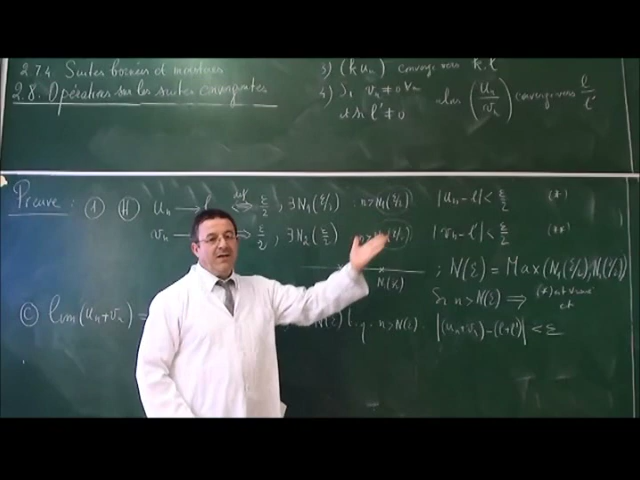 2.7.4. Suites bornées et monotones
2.8. Opérations sur les suites convergentes
3) (k uₙ) converge vers k.l
4) Si vₙ ≠ 0 ∀n
et si l' ≠ 0 alors (uₙ/vₙ) converge vers l/l'
Preuve : ① (H) uₙ → l ⇔ déf ε/2, ∃N₁(ε/2) : n>N₁(ε/2) |uₙ-l| < ε/2 (*)
vₙ → ⇔ ε/2, ∃N₂(ε/2) n>N₂(ε/2) |vₙ-l'| < ε/2 (**)
; N(ε) = Max(N₁(ε/2), N₂(ε/2))
Si n>N(ε) ⇒ (*) et
(C) lim(uₙ+vₙ) = N(ε) t.q. n>N(ε). |(uₙ+vₙ)-(l+l')| < ε